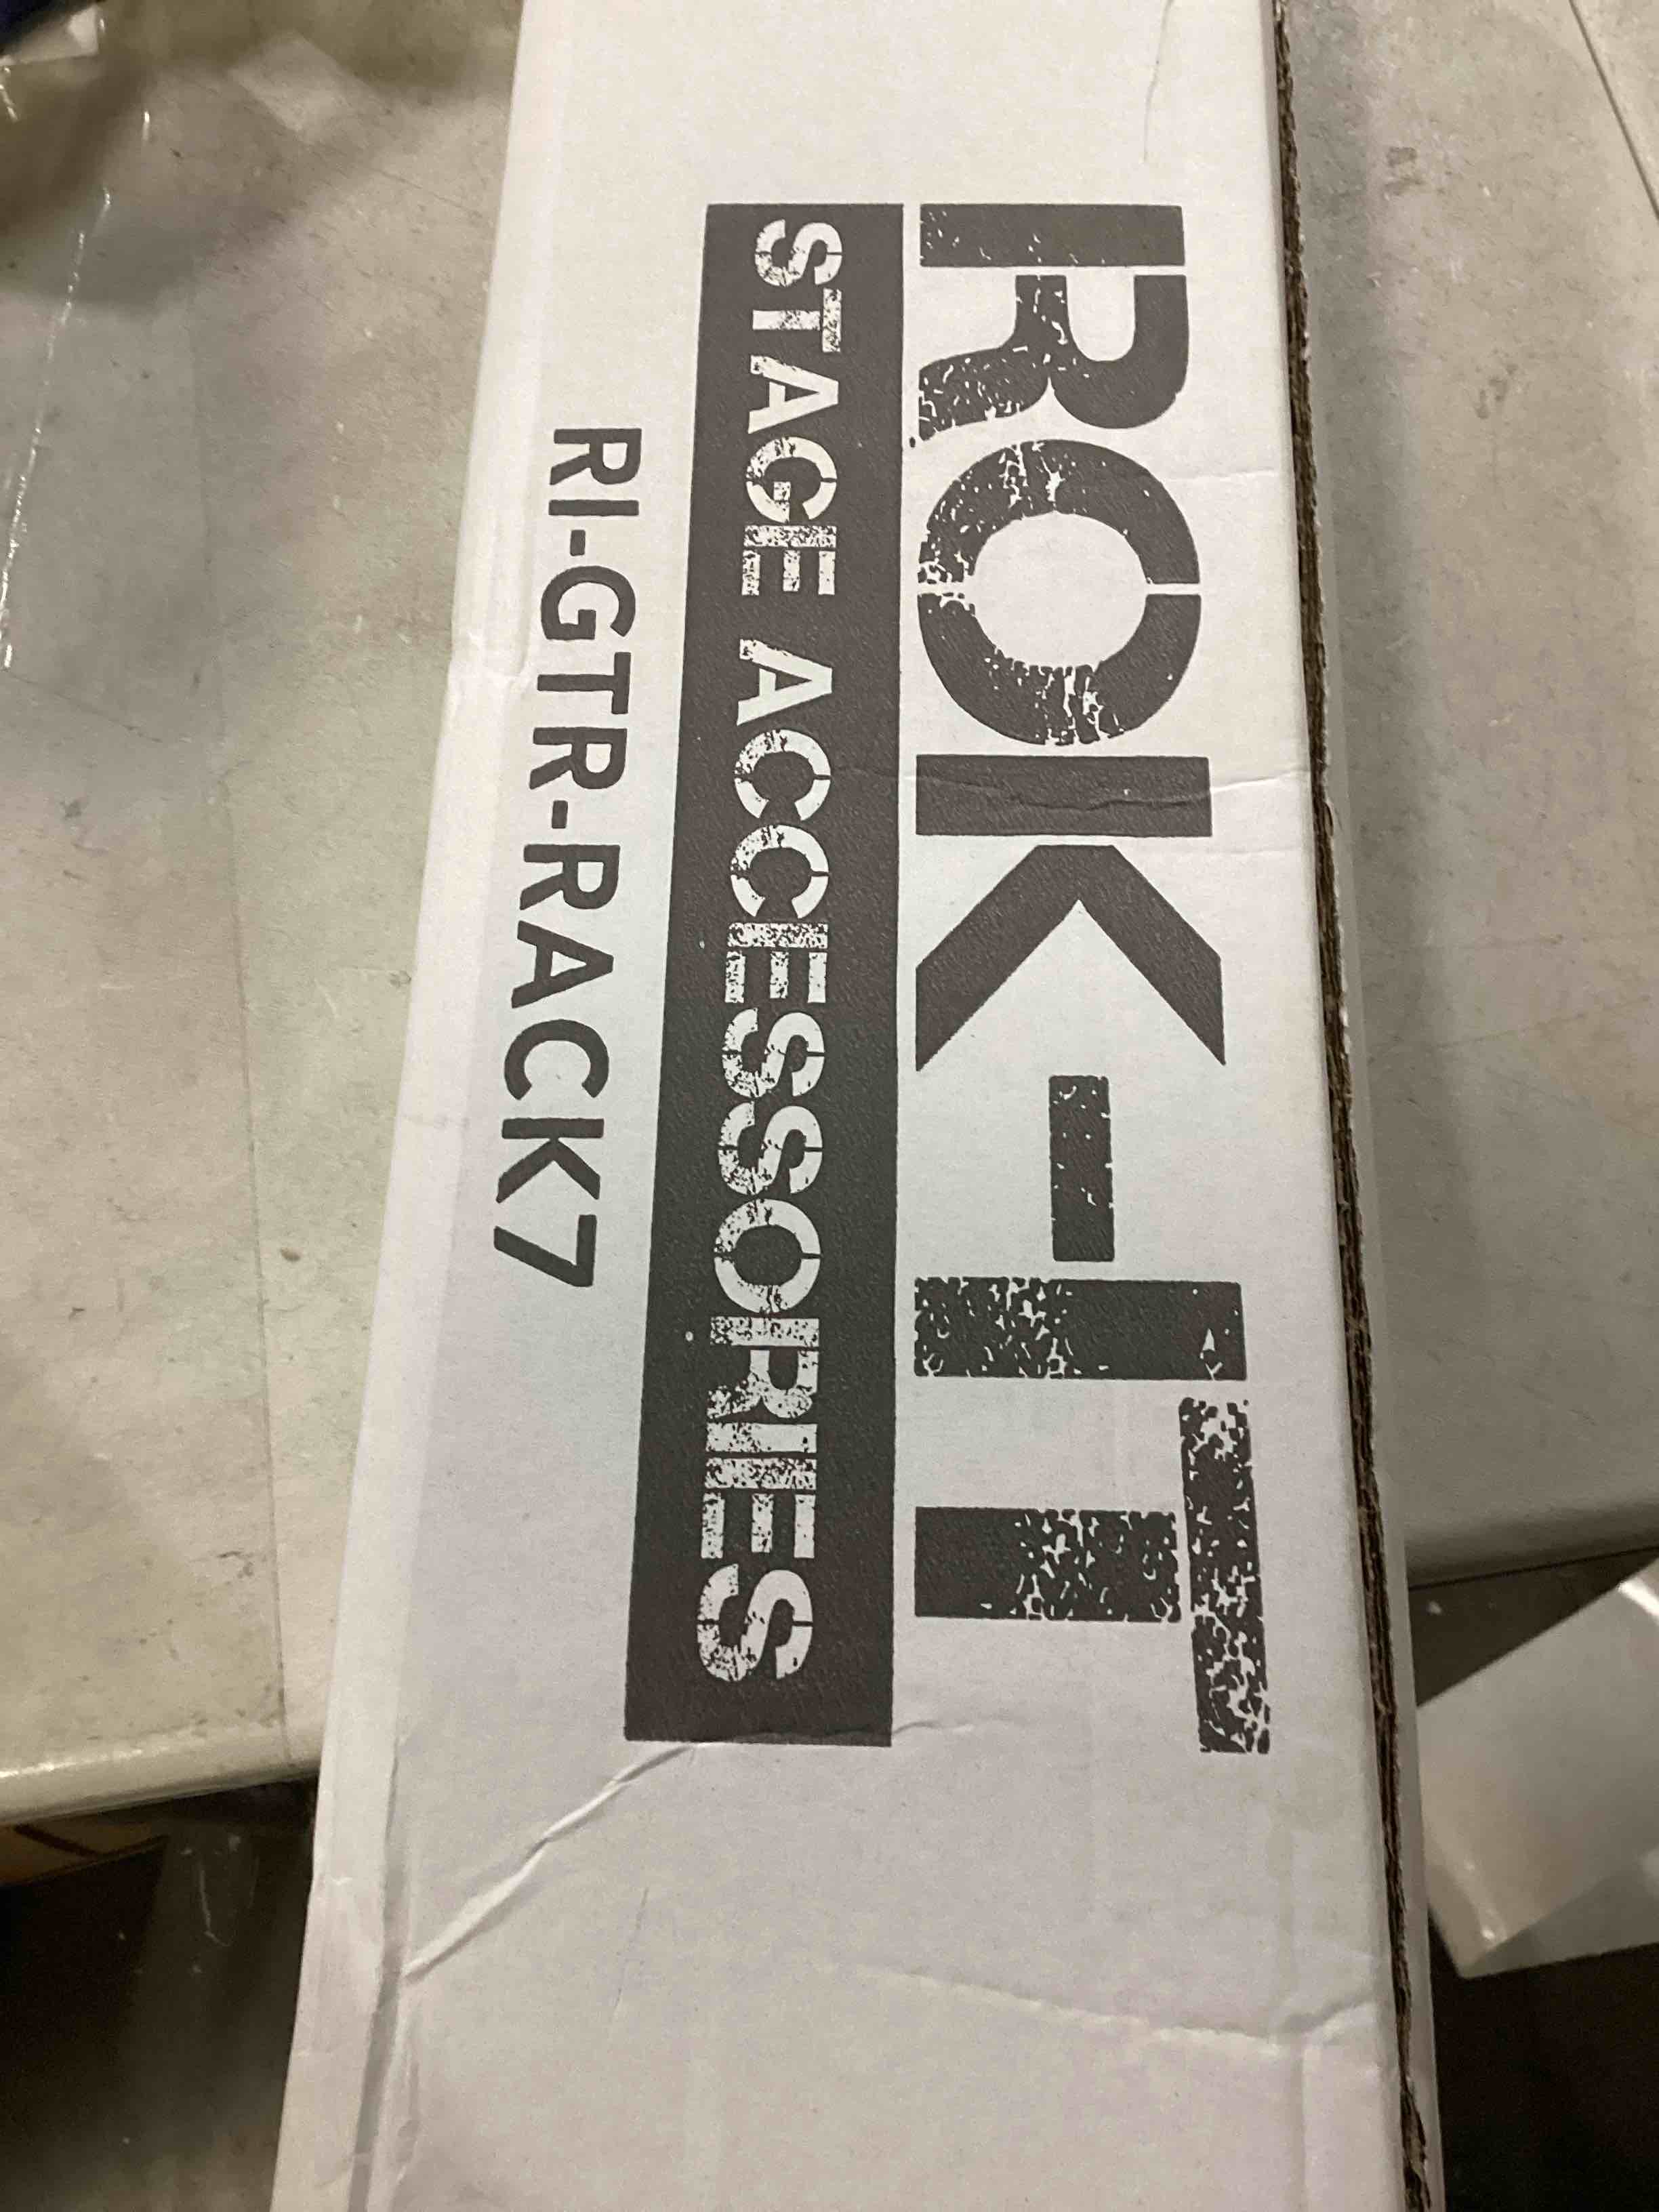 ROK-IT
STAGE ACCESSORIES
RI-GTR-RACK7